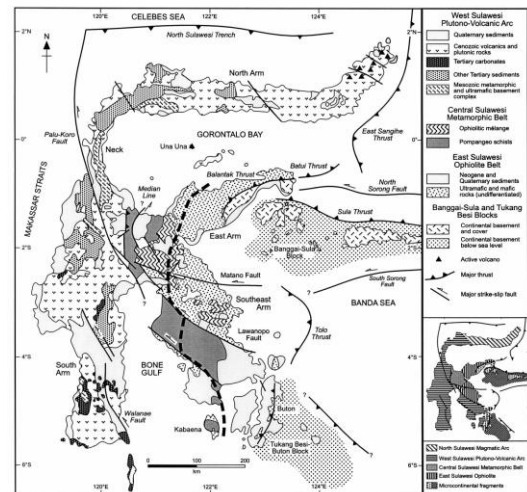 120°E
122°E
124°E
CELEBES SEA
2°N
2°N
N
North Sulawesi Trench
North Arm
East Sangihe Thrust
GORONTALO BAY
Palu-Koro
Fault
Neck
Una Una
Batui Thrust
Balantak Thrust
North
Sorong Fault
MAKASSAR STRAITS
Median
Line
Sula Thrust
East Arm
Banggai-Sula
Block
2°S
Matano Fault
South Sorong Fault
?
BANDA SEA
Southeast
Arm
Lawanopo
Fault
Tolo
Thrust
?
4°S
4°S
South
Arm
BONE
GULF
Walanae
Fault
Buton
Kabaena
Tukang Besi-
Buton Block
?
0
100
200
km
6°S
6°S
120°E
122°E
124°E
West Sulawesi
Plutono-Volcanic Arc
Quaternary sediments
Cenozoic volcanics and
plutonic rocks
Tertiary carbonates
Other Tertiary sediments
Mesozoic metamorphic
and ultramafic basement
complex
Central Sulawesi
Metamorphic Belt
Ophiolitic mélange
Pompangeo schists
East Sulawesi
Ophiolite Belt
Neogene and
Quaternary sediments
Ultramafic and mafic
rocks (undifferentiated)
Banggai-Sula and Tukang
Besi Blocks
Continental basement
and cover
Continental basement
below sea level
Active volcano
Major thrust
Major strike-slip fault
North Sulawesi Magmatic Arc
West Sulawesi Plutono-Volcanic Arc
Central Sulawesi Metamorphic Belt
East Sulawesi Ophiolite
Microcontinental fragments